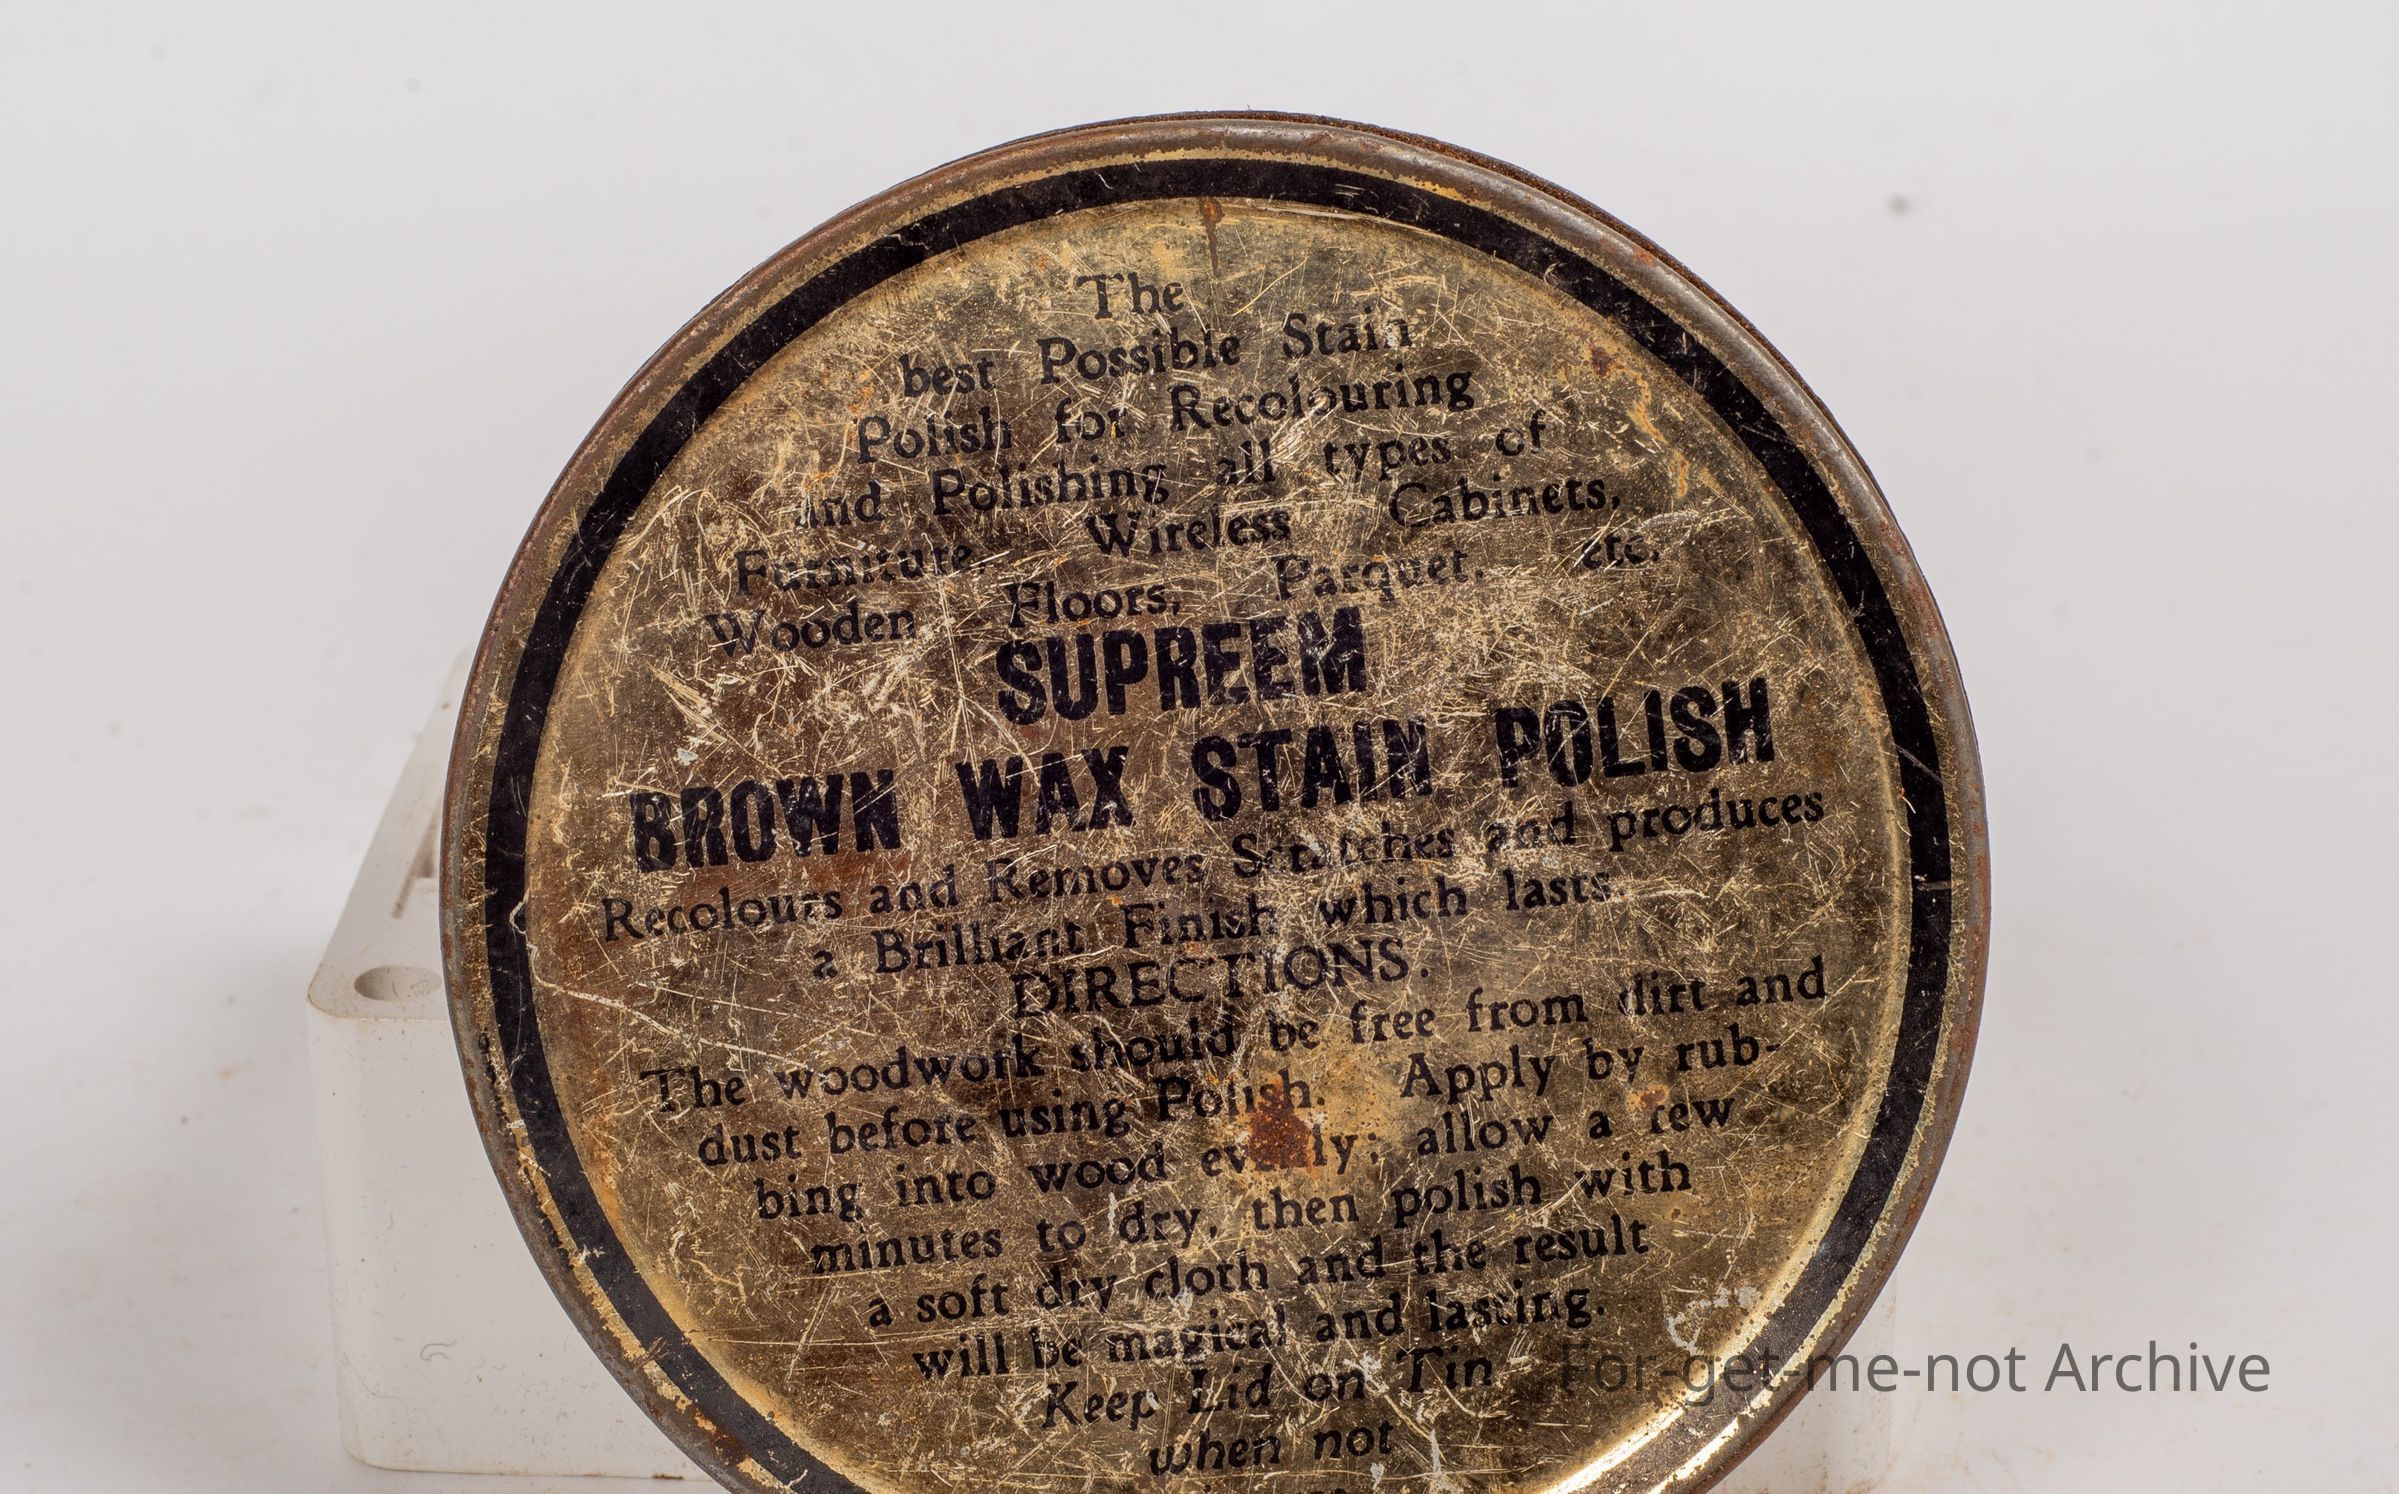 The
best Possible Stain
Polish for Recolouring
and Polishing all types of
Furniture, Wireless Cabinets,
Wooden Floors, Parquet, etc.
SUPREEM
BROWN WAX STAIN POLISH
Recolours and Removes Scratches and produces
a Brilliant Finish which lasts.
DIRECTIONS.
The woodwork should be free from dirt and
dust before using Polish. Apply by rub-
bing into wood evenly; allow a few
minutes to dry, then polish with
a soft dry cloth and the result
will be magical and lasting.
Keep Lid on Tin
when not
For-get-me-not Archive